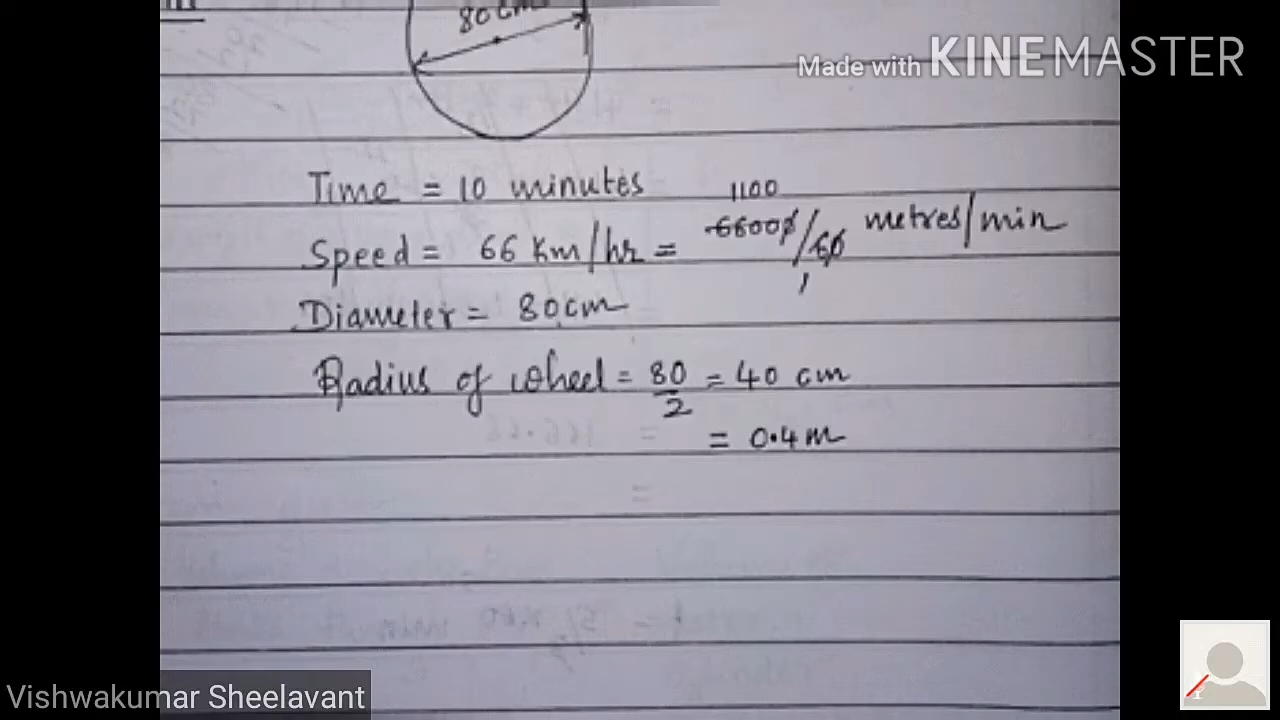 80 cm
Made with KINEMASTER
Time = 10 minutes
1100
Speed = 66 Km/hr = 66000/60 metres/min
1
Diameter = 80cm
Radius of wheel = 80/2 = 40 cm
= 0.4m
Vishwakumar Sheelavant